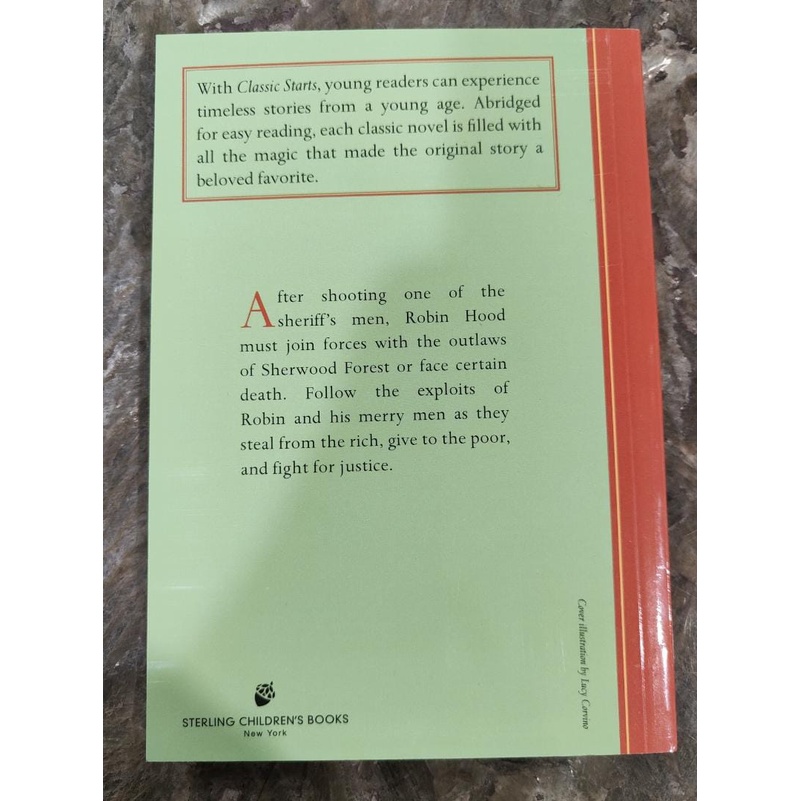 With Classic Starts, young readers can experience
timeless stories from a young age. Abridged
for easy reading, each classic novel is filled with
all the magic that made the original story a
beloved favorite.
After shooting one of the
sheriff's men, Robin Hood
must join forces with the outlaws
of Sherwood Forest or face certain
death. Follow the exploits of
Robin and his merry men as they
steal from the rich, give to the poor,
and fight for justice.
Cover illustration by Lucy Corvino
STERLING CHILDREN'S BOOKS
New York